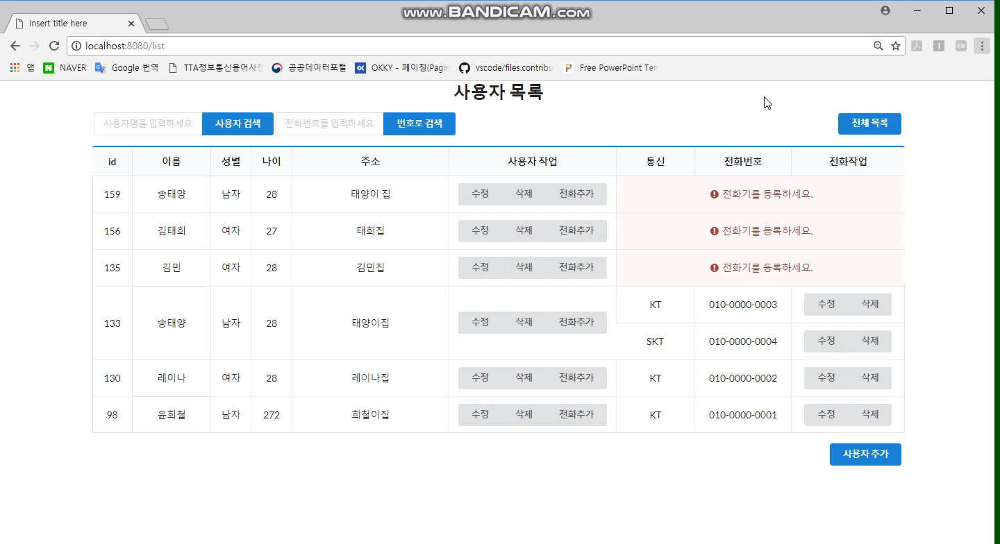 www.BANDICAM.com
Insert title here
localhost:8080/list
앱 NAVER Google 번역 TTA정보통신용어사전 공공데이터포털 OKKY - 페이징(Pagin vscode/files.contribu Free PowerPoint Ten
사용자 목록
사용자명을 입력하세요 사용자 검색 전화번호를 입력하세요 번호로 검색 전체 목록
id 이름 성별 나이 주소 사용자 작업 통신 전화번호 전화작업
159 송태양 남자 28 태양이 집 수정 삭제 전화추가 전화기를 등록하세요.
156 김태희 여자 27 태희집 수정 삭제 전화추가 전화기를 등록하세요.
135 김민 여자 28 김민집 수정 삭제 전화추가 전화기를 등록하세요.
133 송태양 남자 28 태양이집 수정 삭제 전화추가 KT 010-0000-0003 수정 삭제
SKT 010-0000-0004 수정 삭제
130 레이나 여자 28 레이나집 수정 삭제 전화추가 KT 010-0000-0002 수정 삭제
98 윤희철 남자 272 희철이집 수정 삭제 전화추가 KT 010-0000-0001 수정 삭제
사용자 추가